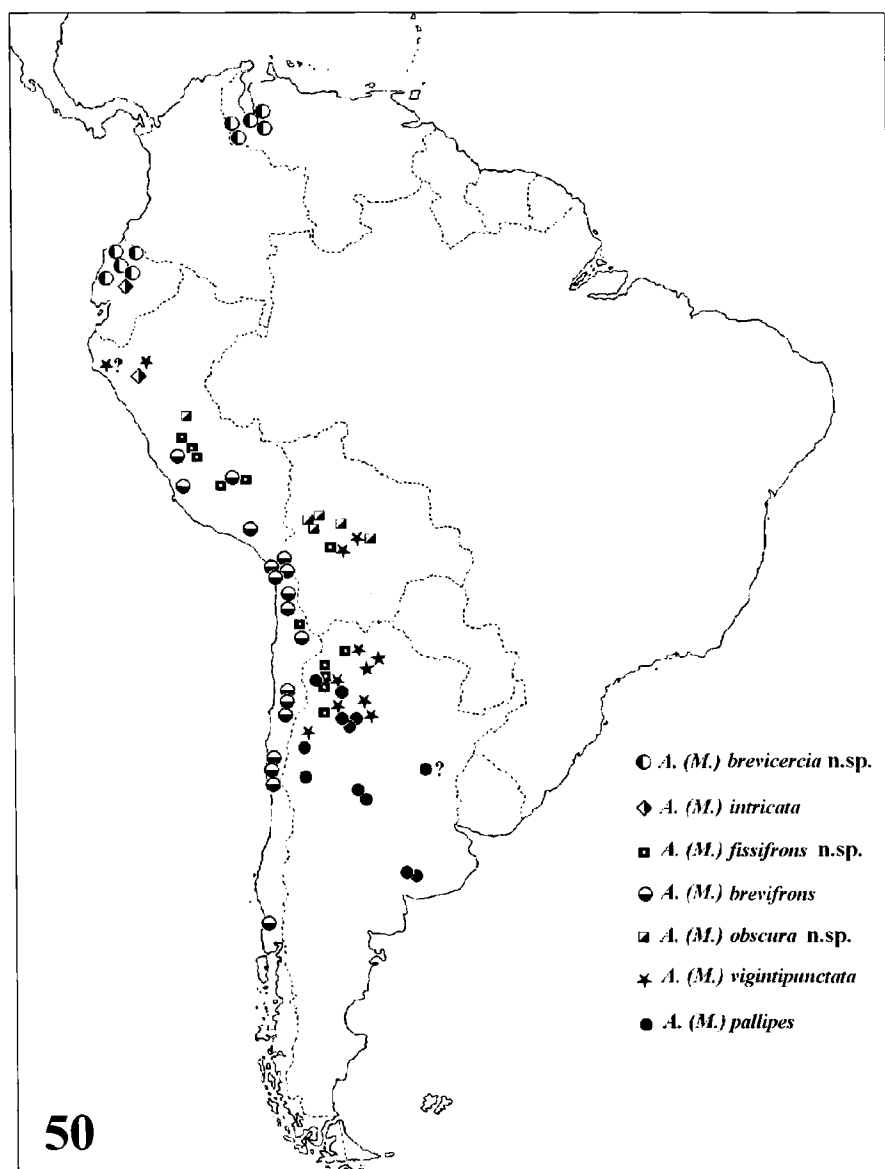 ?
?
A. (M.) brevicercia n.sp.
A. (M.) intricata
A. (M.) fissifrons n.sp.
A. (M.) brevifrons
A. (M.) obscura n.sp.
A. (M.) vigintipunctata
A. (M.) pallipes
50